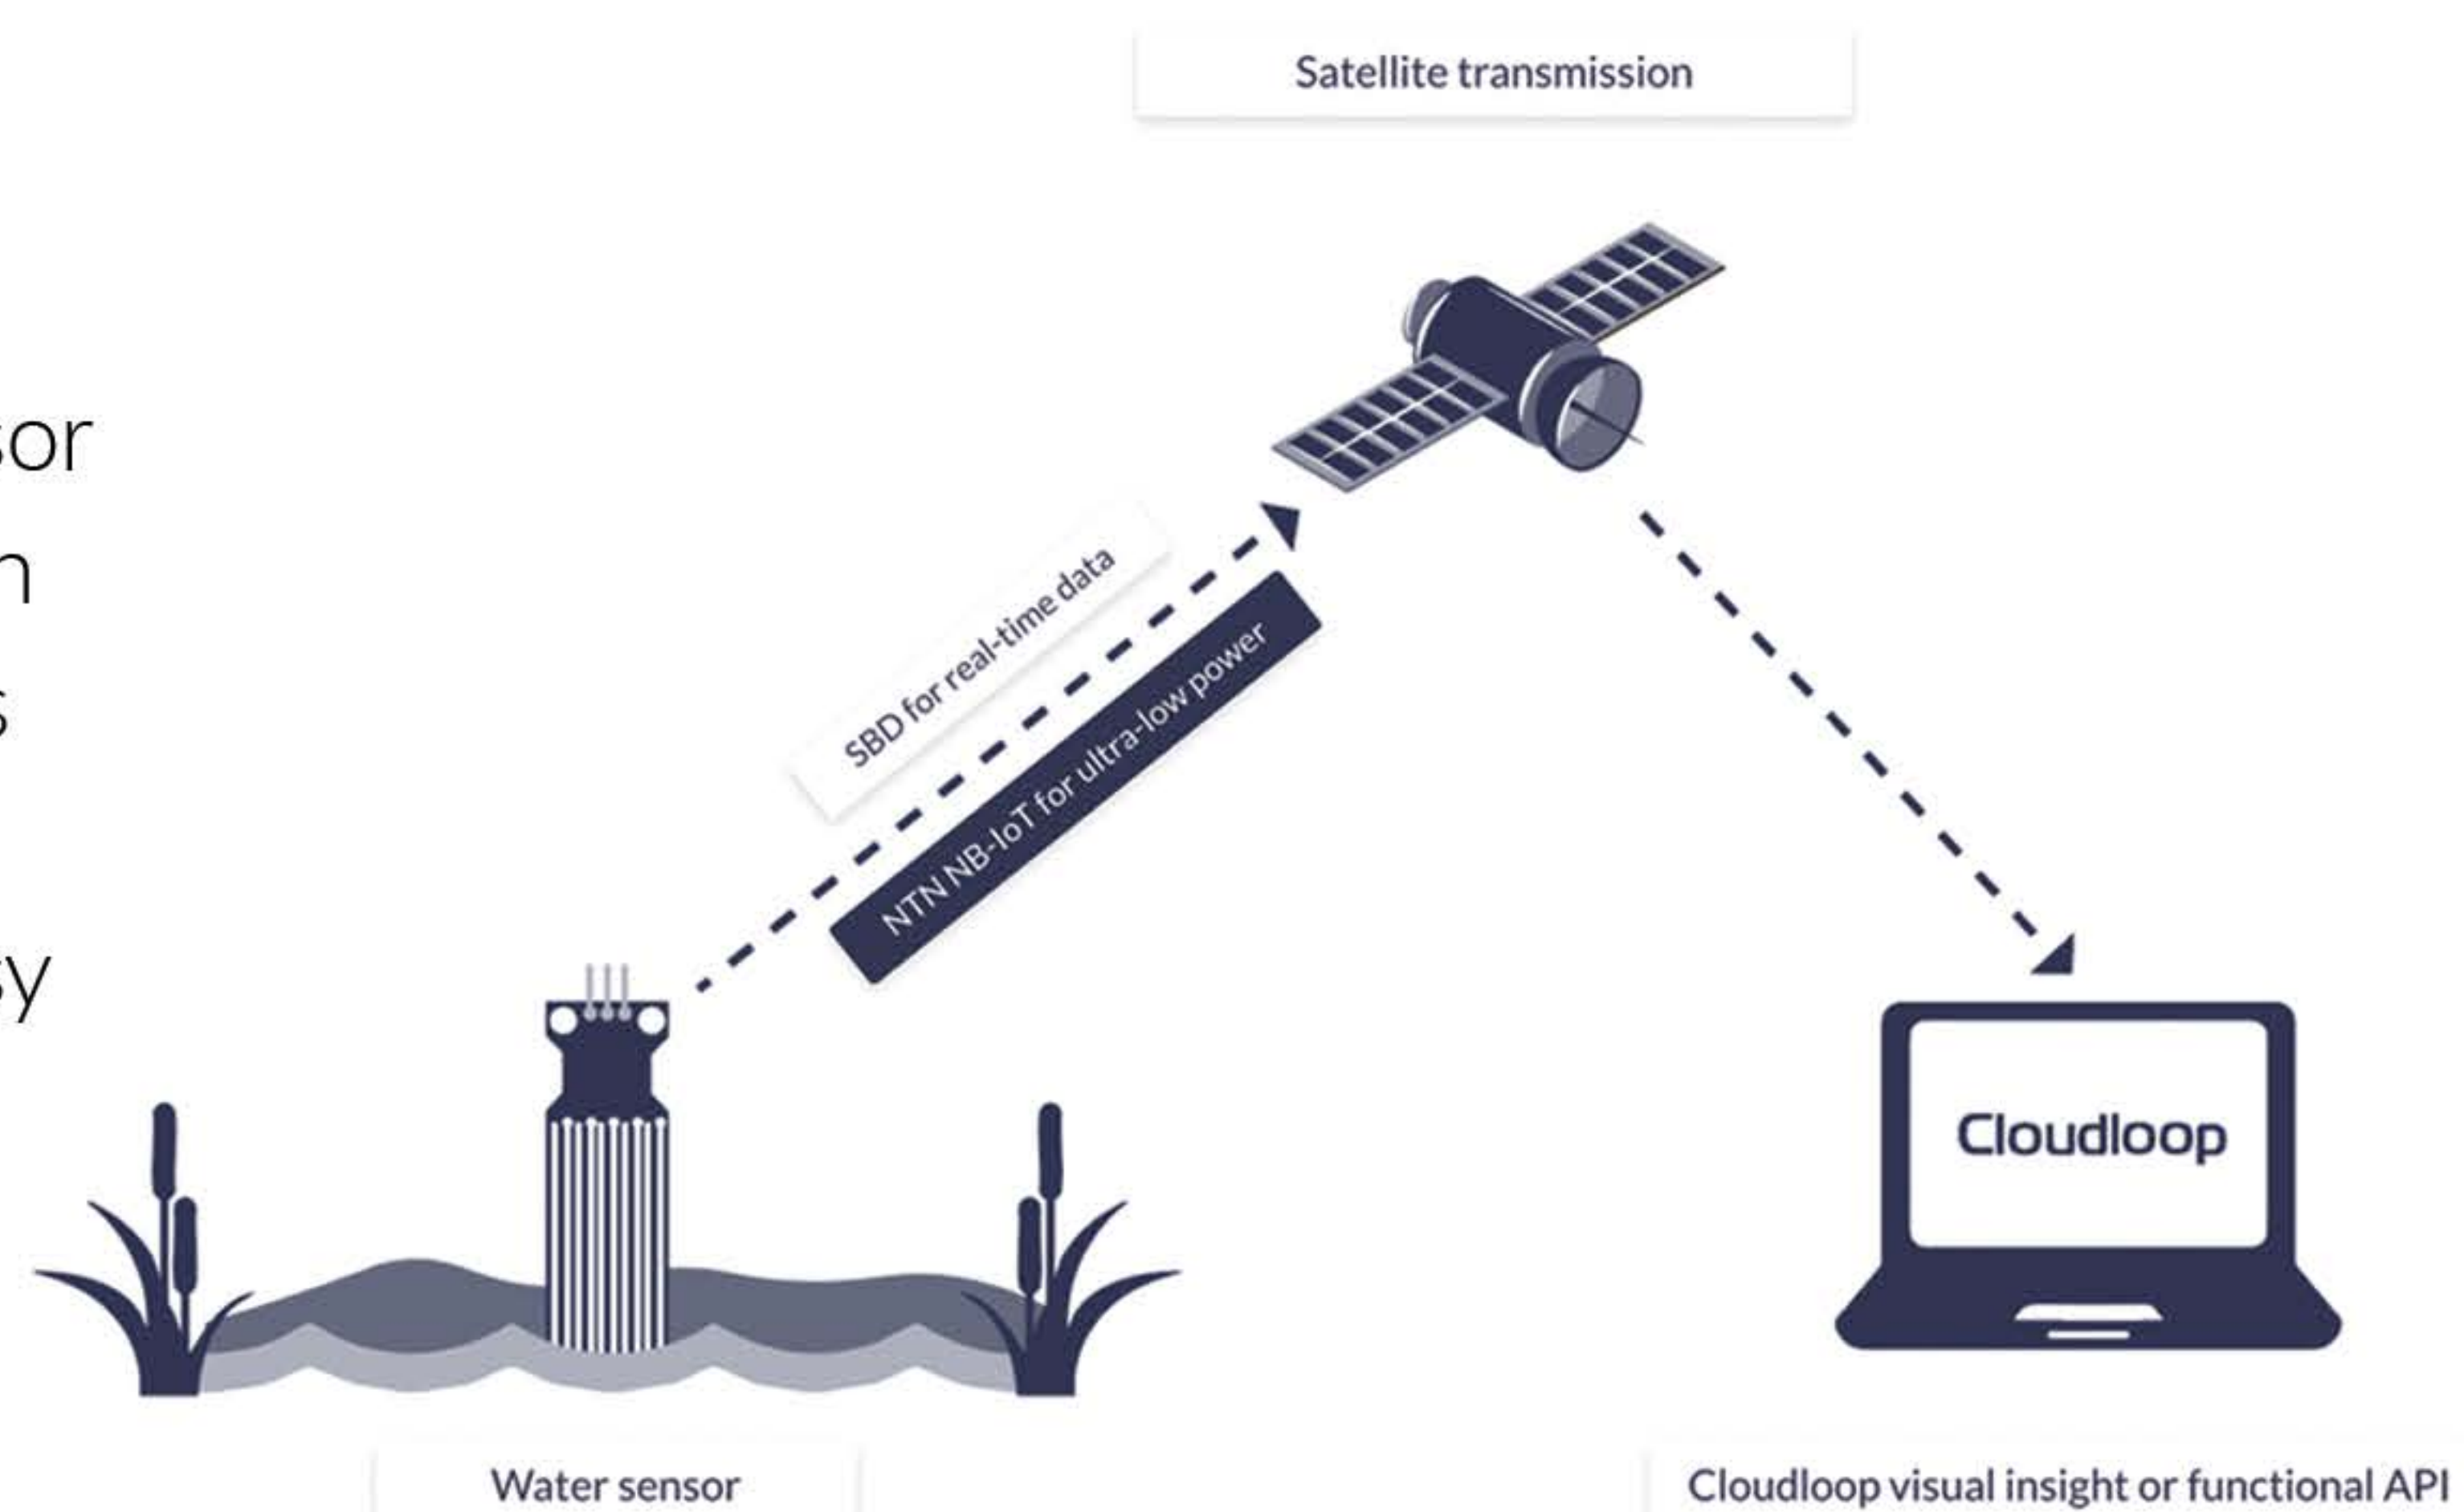 Satellite transmission
SBD for real-time data
NTN NB-IoT for ultra-low power
Cloudloop
Water sensor
Cloudloop visual insight or functional API